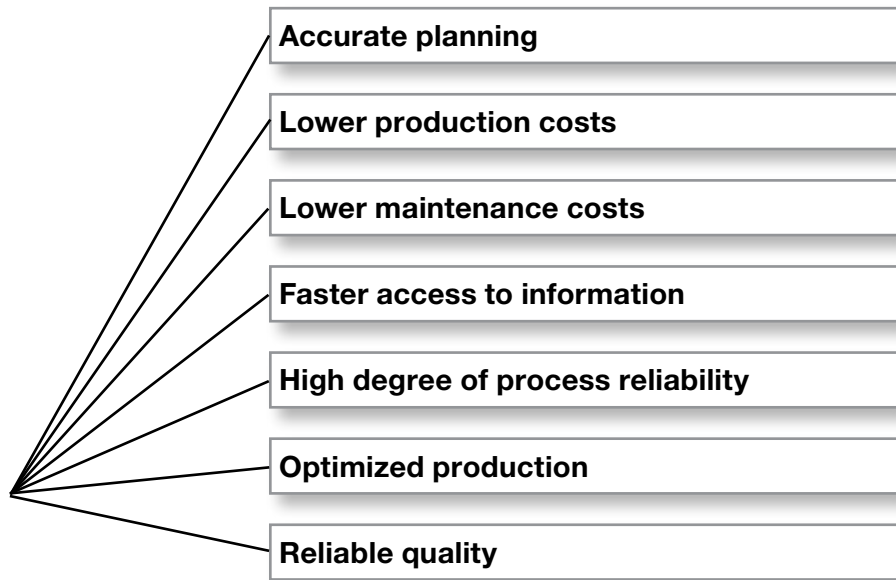 Accurate planning
Lower production costs
Lower maintenance costs
Faster access to information
High degree of process reliability
Optimized production
Reliable quality